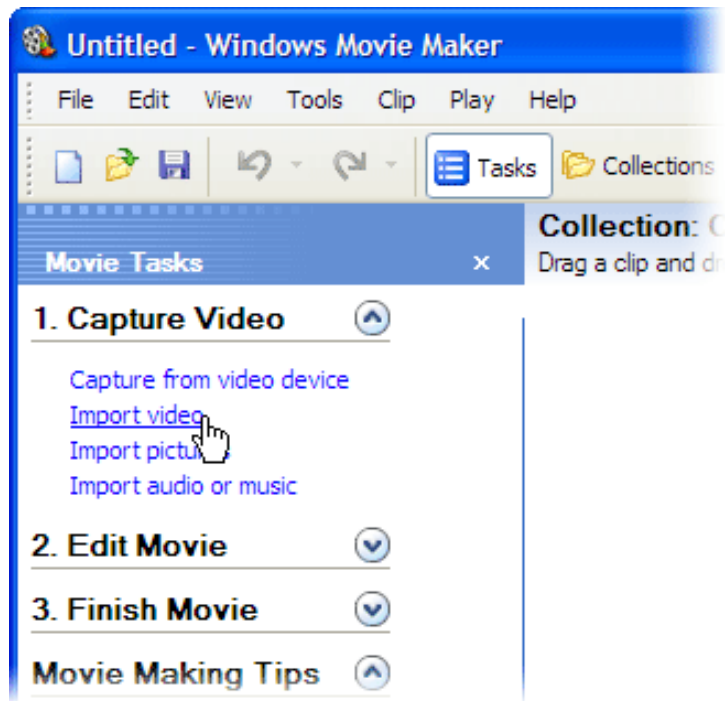 Untitled - Windows Movie Maker
File Edit View Tools Clip Play Help
Tasks Collections
Movie Tasks
Collection:
Drag a clip and
1. Capture Video
Capture from video device
Import video
Import
Import audio or music
2. Edit Movie
3. Finish Movie
Movie Making Tips